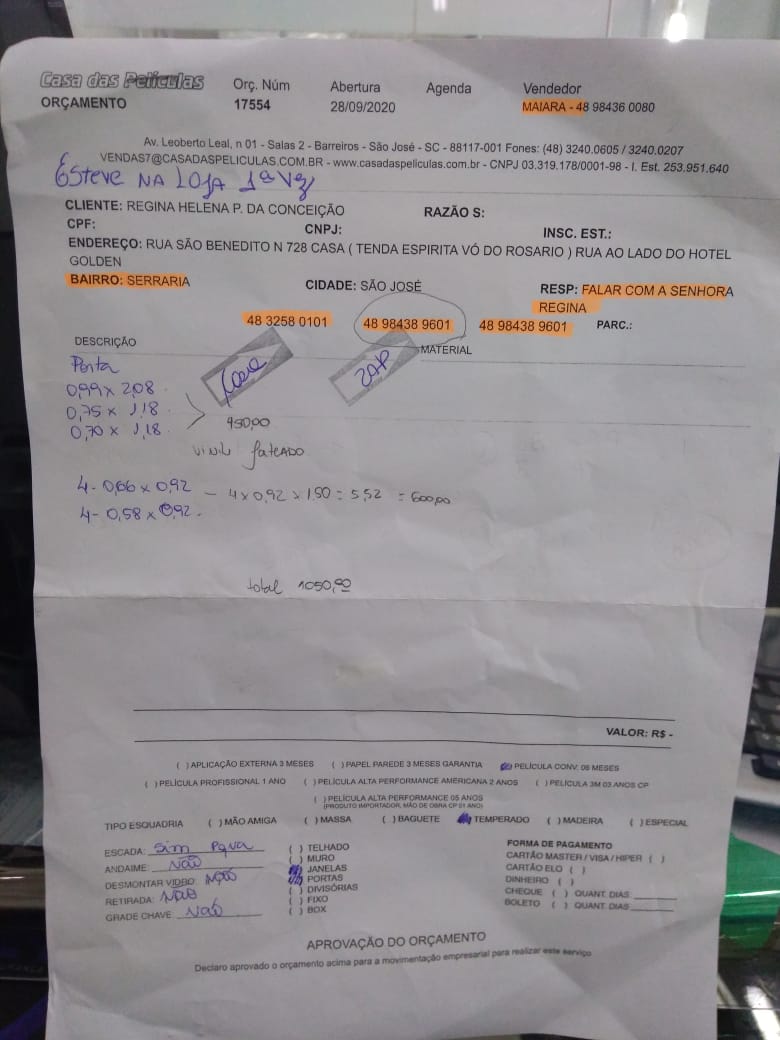 Casa das Películas
ORÇAMENTO
Orç. Núm
17554
Abertura
28/09/2020
Agenda
Vendedor
MAIARA - 48 98436 0080
Av. Leoberto Leal, n 01 - Salas 2 - Barreiros - São José - SC - 88117-001 Fones: (48) 3240.0605 / 3240.0207
VENDAS7@CASADASPELICULAS.COM.BR - www.casadaspeliculas.com.br - CNPJ 03.319.178/0001-98 - I. Est. 253.951.640
ESTEVE NA LOJA 1ª VZ
CLIENTE: REGINA HELENA P. DA CONCEIÇÃO RAZÃO S:
CPF: CNPJ: INSC. EST.:
ENDEREÇO: RUA SÃO BENEDITO N 728 CASA ( TENDA ESPIRITA VÓ DO ROSARIO ) RUA AO LADO DO HOTEL
GOLDEN
BAIRRO: SERRARIA CIDADE: SÃO JOSÉ RESP: FALAR COM A SENHORA
REGINA
48 3258 0101 48 98438 9601 48 98438 9601 PARC.:
DESCRIÇÃO MATERIAL
Porta ZAP
0,99 x 2,08
0,75 x 1,18
0,70 x 1,18 450,00
vinil Jateado
4 - 0,66 x 0,92 - 4 x 0,92 x 1.50 = 5,52 = 600,00
4 - 0,58 x 0,92.
total 1050,00
VALOR: R$ -
( ) APLICAÇÃO EXTERNA 3 MESES ( ) PAPEL PAREDE 3 MESES GARANTIA PELÍCULA CONV. 06 MESES
( ) PELÍCULA PROFISSIONAL 1 ANO ( ) PELÍCULA ALTA PERFORMANCE AMERICANA 2 ANOS ( ) PELÍCULA 3M 03 ANOS CP
( ) PELÍCULA ALTA PERFORMANCE 05 ANOS
(PRODUTO IMPORTADOR, MÃO DE OBRA CP 01 ANO)
TIPO ESQUADRIA ( ) MÃO AMIGA ( ) MASSA ( ) BAGUETE TEMPERADO ( ) MADEIRA ( ) ESPECIAL
ESCADA: Sim
ANDAIME: NÃO
DESMONTAR VIDRO: NÃO
RETIRADA: NÃO
GRADE CHAVE NÃO
( ) TELHADO
( ) MURO
JANELAS
PORTAS
( ) DIVISÓRIAS
( ) FIXO
( ) BOX
FORMA DE PAGAMENTO
CARTÃO MASTER / VISA / HIPER ( )
CARTÃO ELO ( )
DINHEIRO ( )
CHEQUE ( ) QUANT. DIAS
BOLETO ( ) QUANT. DIAS
APROVAÇÃO DO ORÇAMENTO
Declaro aprovado o orçamento acima para a movimentação empresarial para realizar este serviço